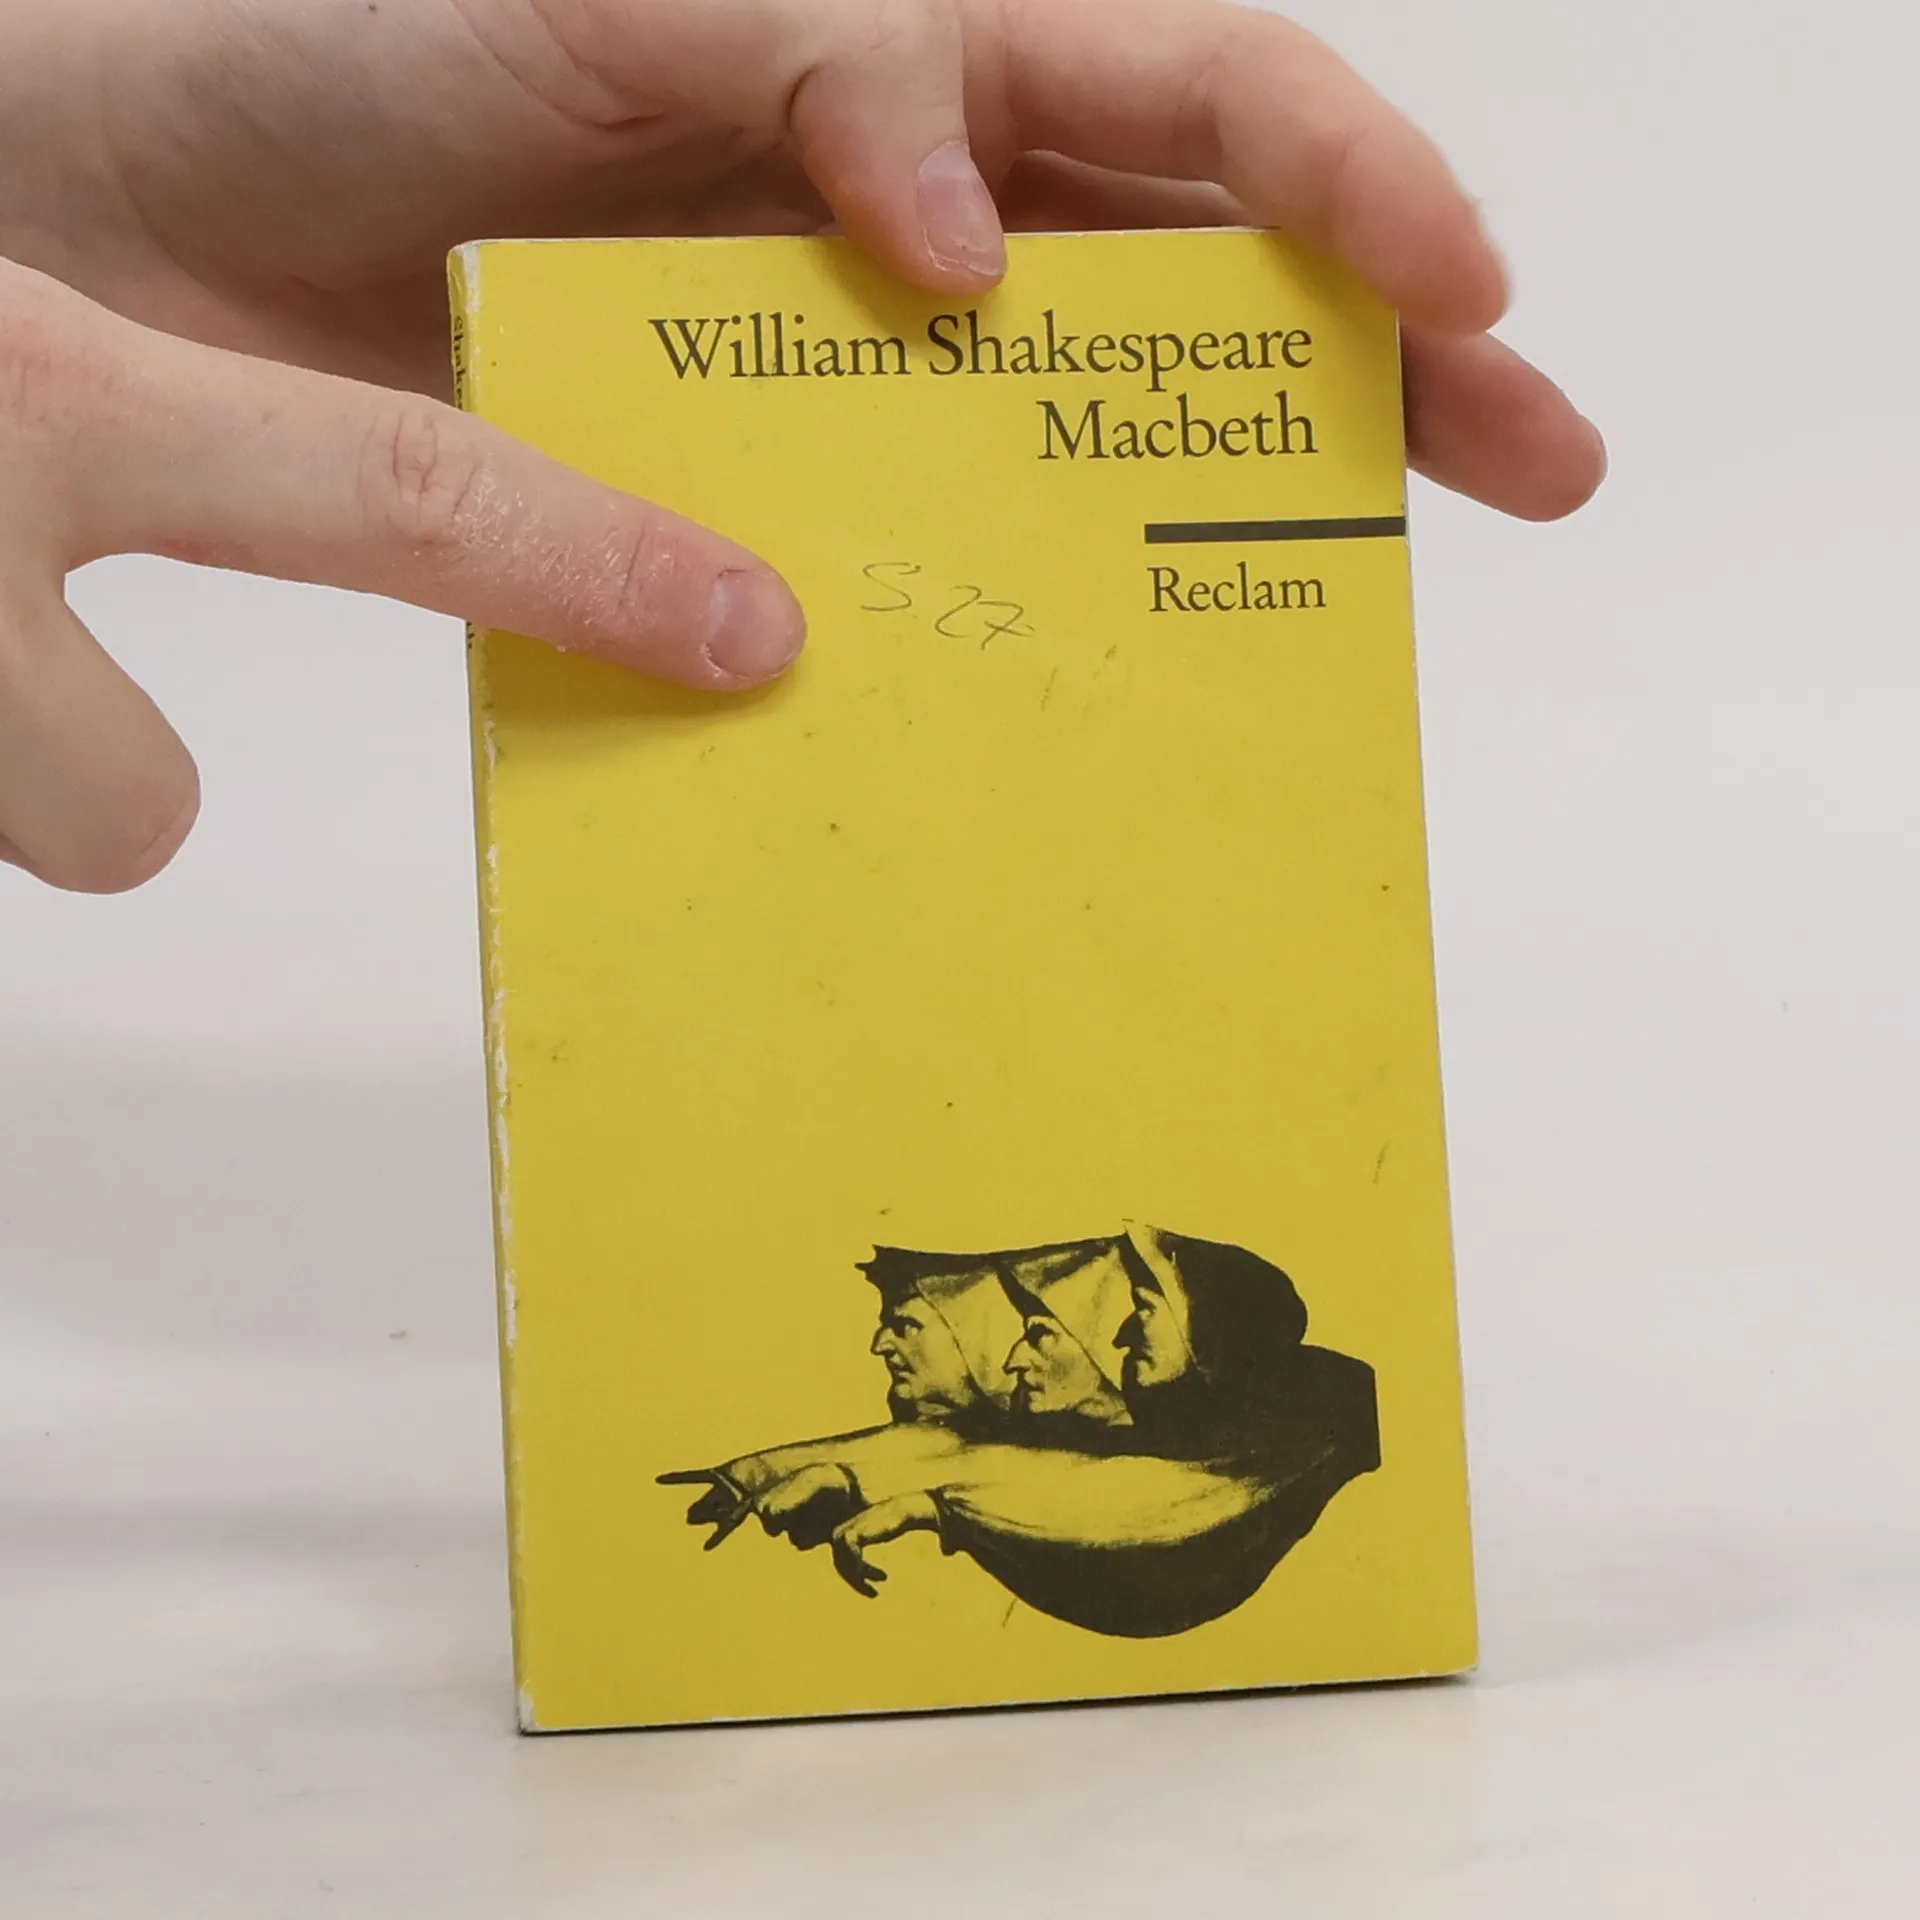 William Shakespeare
Macbeth
Reclam
S. 27